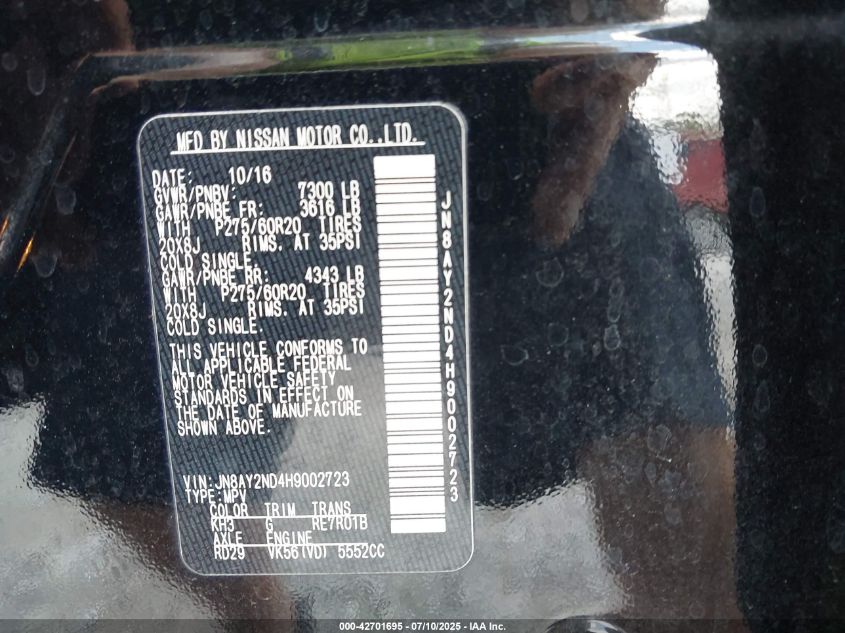 MFD BY NISSAN MOTOR CO.,LTD.
DATE: 10/16
GVWR/PNBV: 7300 LB
GAWR/PNBE FR: 3616 LB
WITH P275/60R20 TIRES
20X8J RIMS. AT 35PSI
COLD SINGLE.
GAWR/PNBE RR: 4343 LB
WITH P275/60R20 TIRES
20X8J RIMS. AT 35PSI
COLD SINGLE.
THIS VEHICLE CONFORMS TO
ALL APPLICABLE FEDERAL
MOTOR VEHICLE SAFETY
STANDARDS IN EFFECT ON
THE DATE OF MANUFACTURE
SHOWN ABOVE.
VIN:JN8AY2ND4H9002723
TYPE:MPV
COLOR TRIM TRANS
KH3 G RE7R01B
AXLE ENGINE
RD29 VK56(VD) 5552CC
JN8AY2ND4H9002723
000-42701695 - 07/10/2025 - IAA Inc.